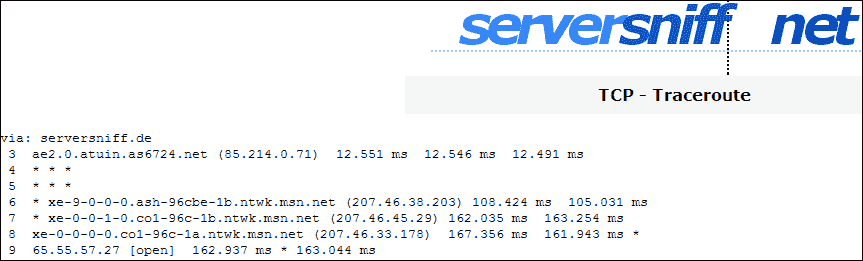 serversniff net
TCP - Traceroute
via: serversniff.de
3 ae2.0.atuin.as6724.net (85.214.0.71) 12.551 ms 12.546 ms 12.491 ms
4 * * *
5 * * *
6 * xe-9-0-0-0.ash-96cbe-1b.ntwk.msn.net (207.46.38.203) 108.424 ms 105.031 ms
7 * xe-0-0-1-0.co1-96c-1b.ntwk.msn.net (207.46.45.29) 162.035 ms 163.254 ms
8 xe-0-0-0-0.co1-96c-1a.ntwk.msn.net (207.46.33.178) 167.356 ms 161.943 ms *
9 65.55.57.27 [open] 162.937 ms * 163.044 ms